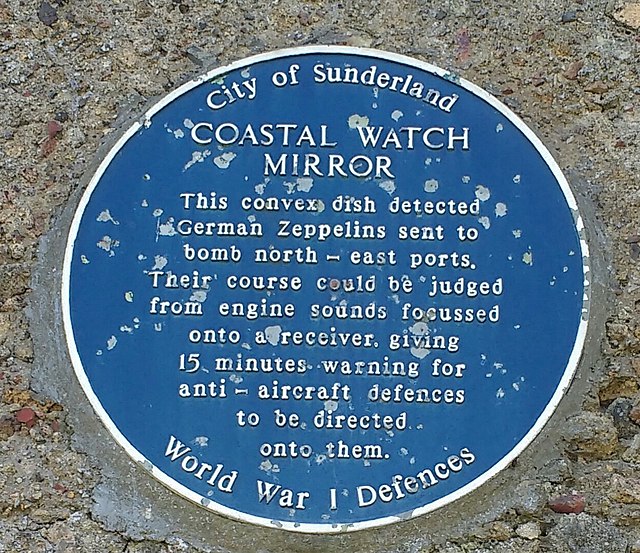 City of Sunderland
COASTAL WATCH
MIRROR
This convex dish detected
German Zeppelins sent to
bomb north - east ports.
Their course could be judged
from engine sounds focussed
onto a receiver, giving
15 minutes warning for
anti - aircraft defences
to be directed
onto them.
World War I Defences